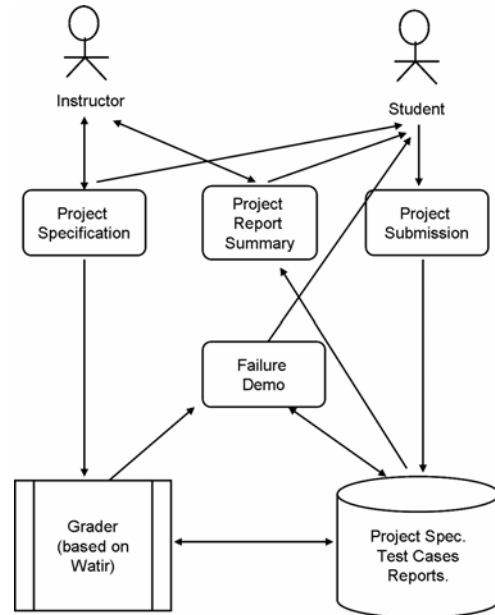 Instructor
Student
Project
Specification
Project
Report
Summary
Project
Submission
Failure
Demo
Grader
(based on
Watir)
Project Spec.
Test Cases
Reports.